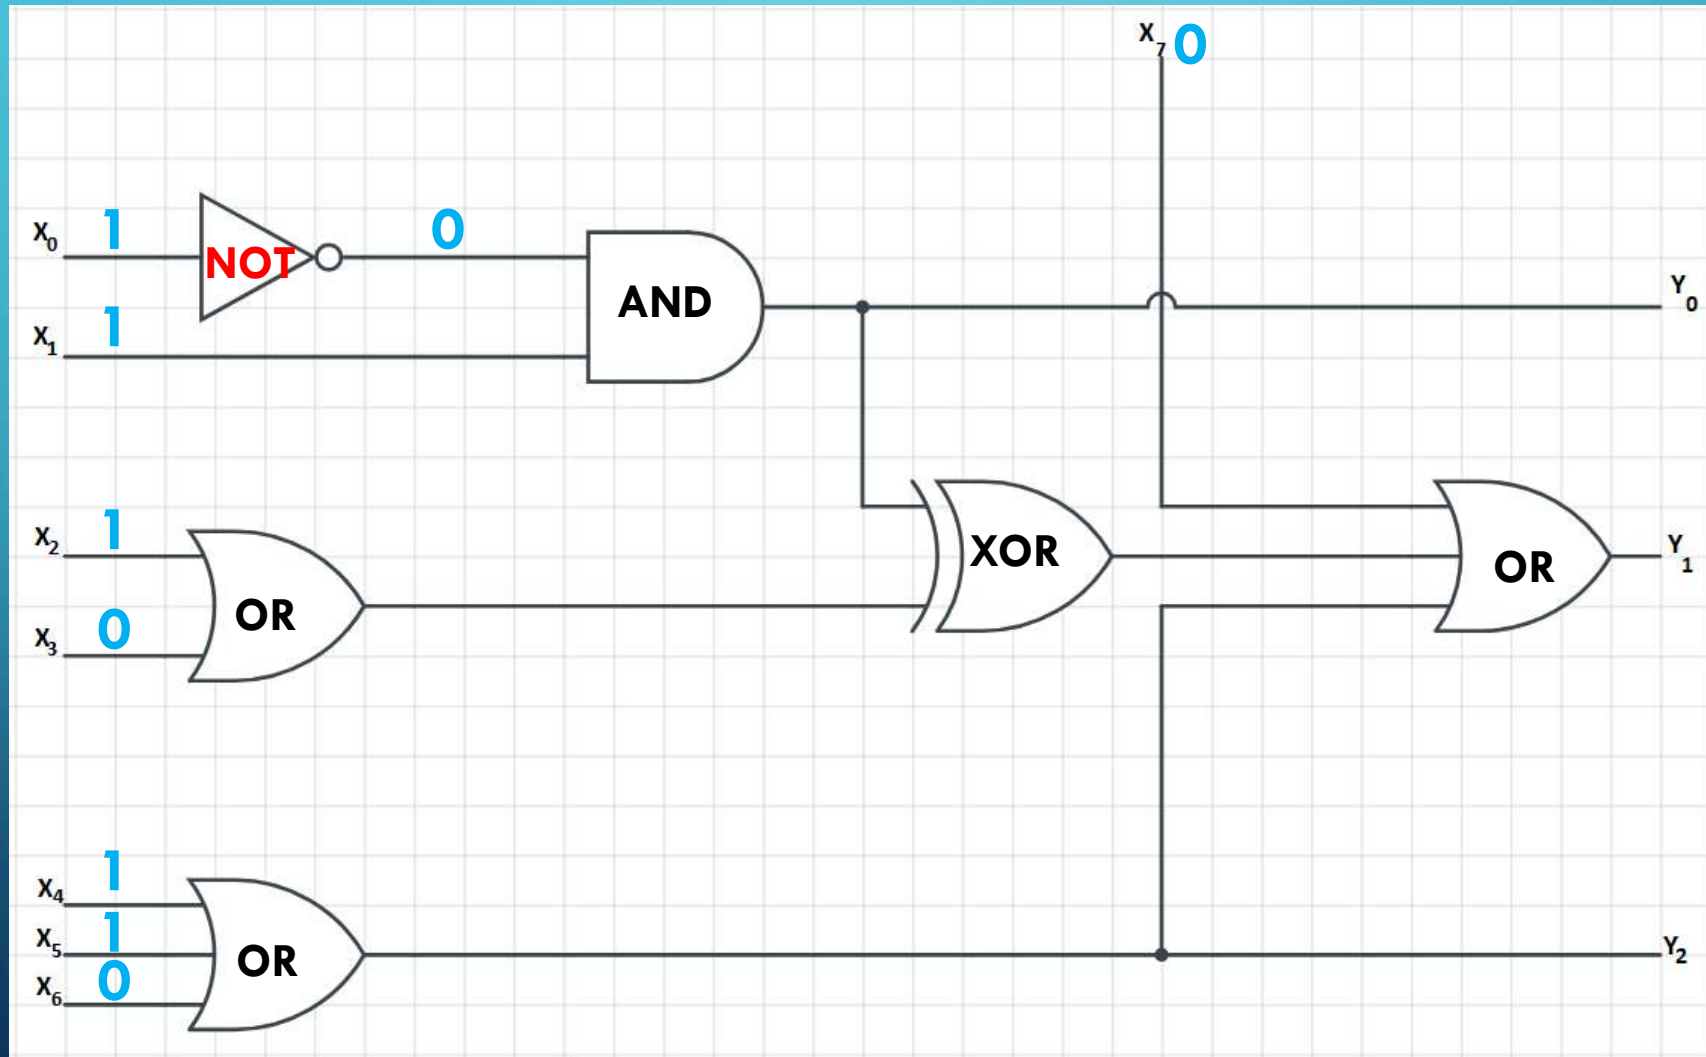 X7 0
X0 1 NOT 0
AND
Y0
X1 1
X2 1
XOR
OR
Y1
OR
X3 0
X4 1
X5 1
OR
Y2
X6 0